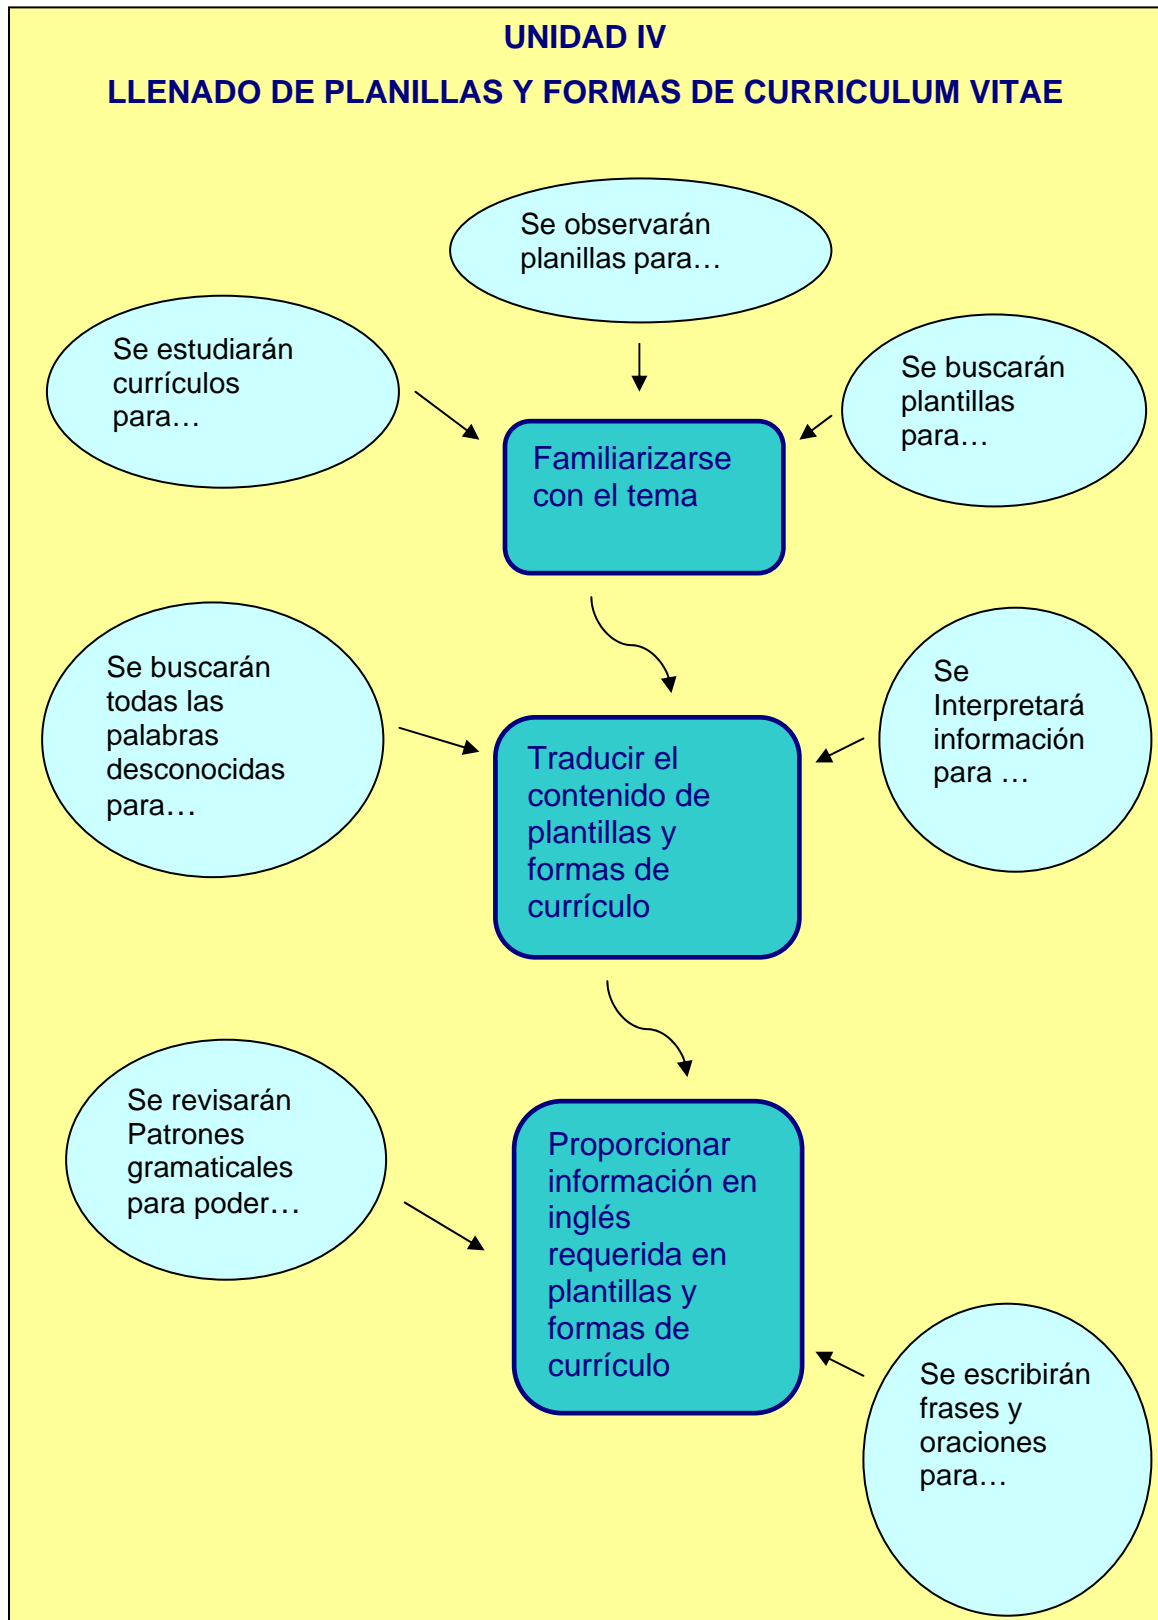 UNIDAD IV
LLENADO DE PLANILLAS Y FORMAS DE CURRICULUM VITAE
Se observarán
planillas para…
Se estudiarán
currículos
para…
Se buscarán
plantillas
para…
Familiarizarse
con el tema
Se buscarán
todas las
palabras
desconocidas
para…
Se
Interpretará
información
para …
Traducir el
contenido de
plantillas y
formas de
currículo
Se revisarán
Patrones
gramaticales
para poder…
Proporcionar
información en
inglés
requerida en
plantillas y
formas de
currículo
Se escribirán
frases y
oraciones
para…